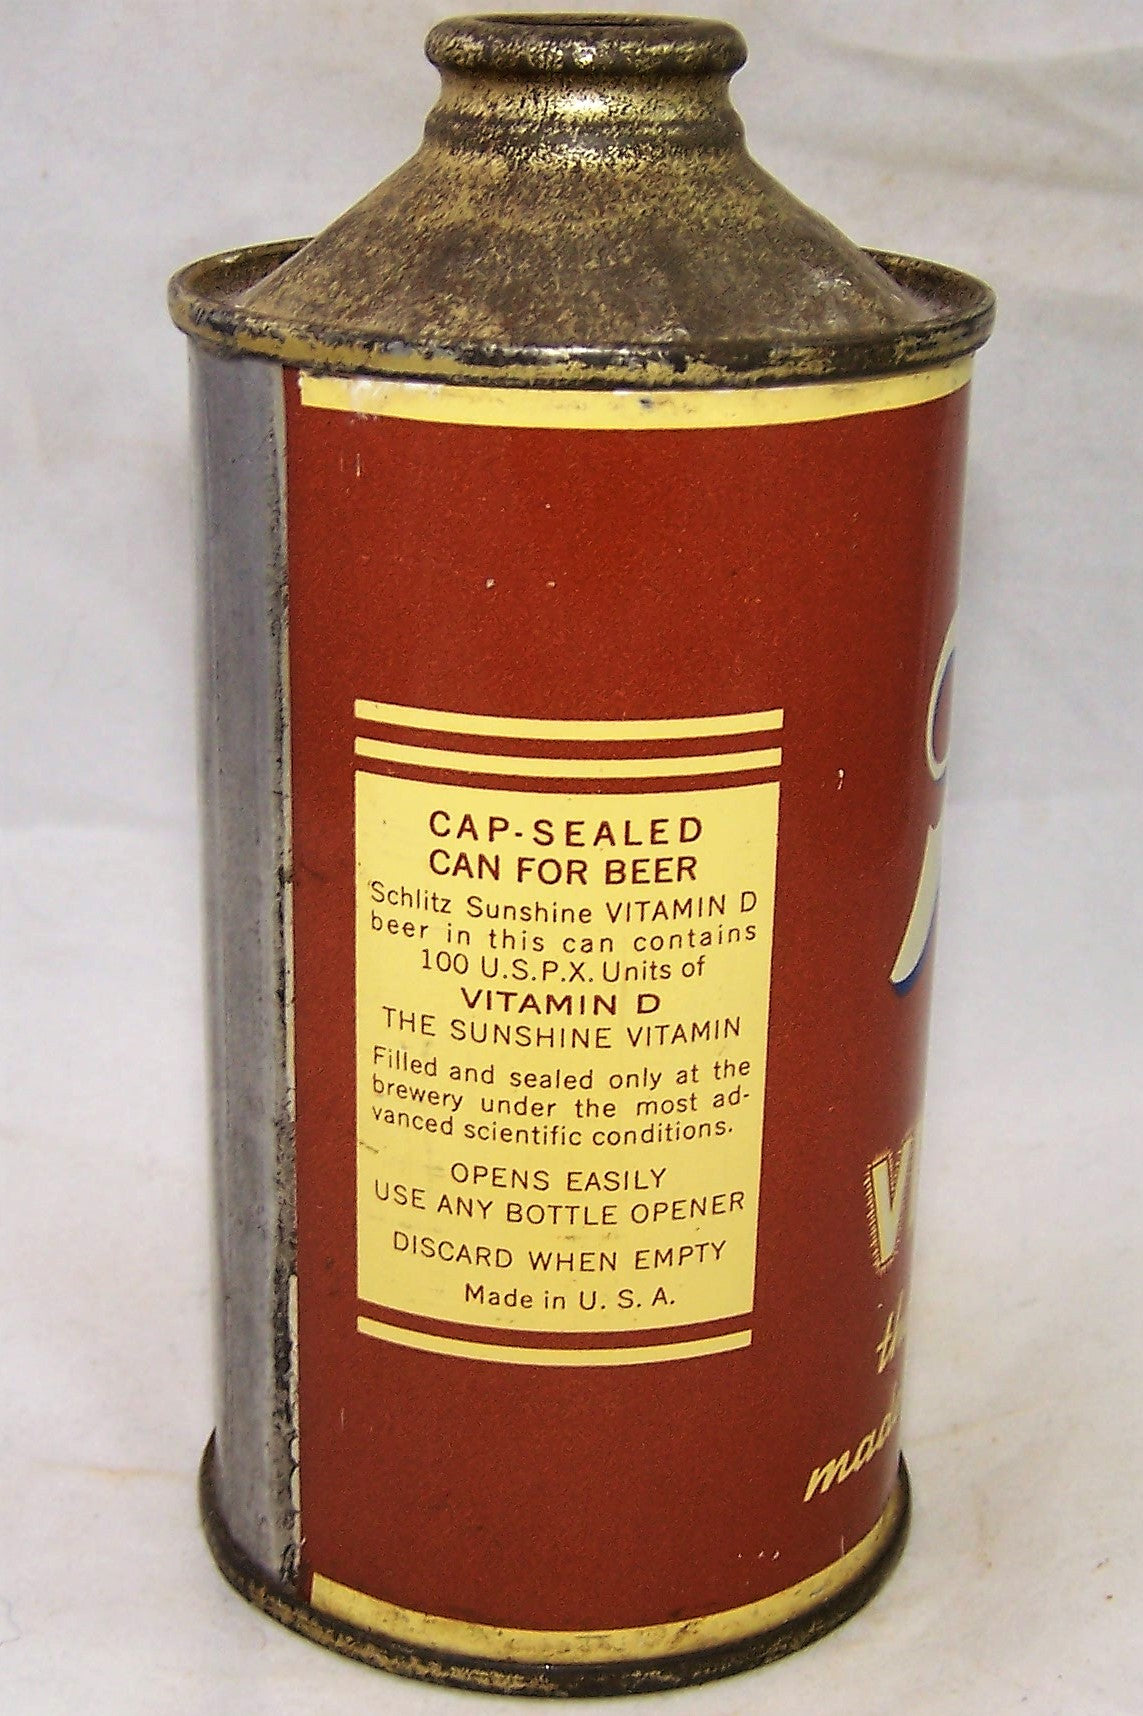 CAP-SEALED
CAN FOR BEER
Schlitz Sunshine VITAMIN D
beer in this can contains
100 U.S.P.X. Units of
VITAMIN D
THE SUNSHINE VITAMIN
Filled and sealed only at the
brewery under the most ad-
vanced scientific conditions.
OPENS EASILY
USE ANY BOTTLE OPENER
DISCARD WHEN EMPTY
Made in U. S. A.